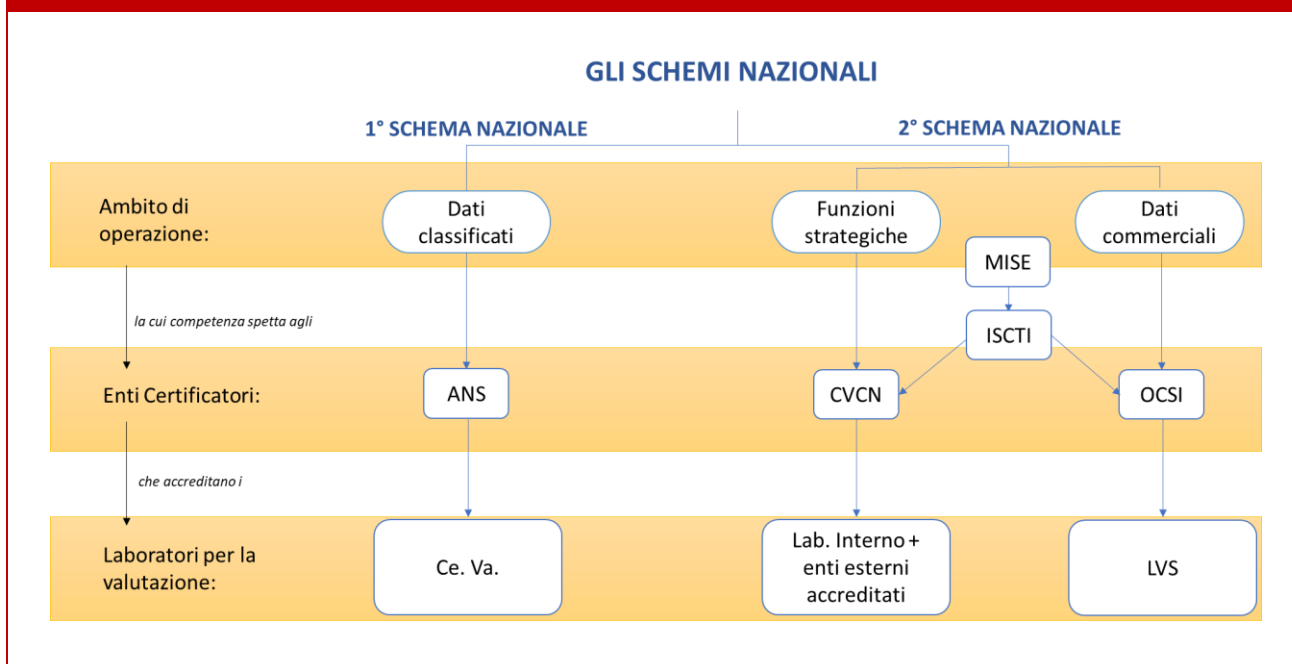 GLI SCHEMI NAZIONALI
1° SCHEMA NAZIONALE
2° SCHEMA NAZIONALE
Ambito di
operazione:
Dati
classificati
Funzioni
strategiche
Dati
commerciali
MISE
la cui competenza spetta agli
ISCTI
Enti Certificatori:
ANS
CVCN
OCSI
che accreditano i
Laboratori per la
valutazione:
Ce. Va.
Lab. Interno +
enti esterni
accreditati
LVS